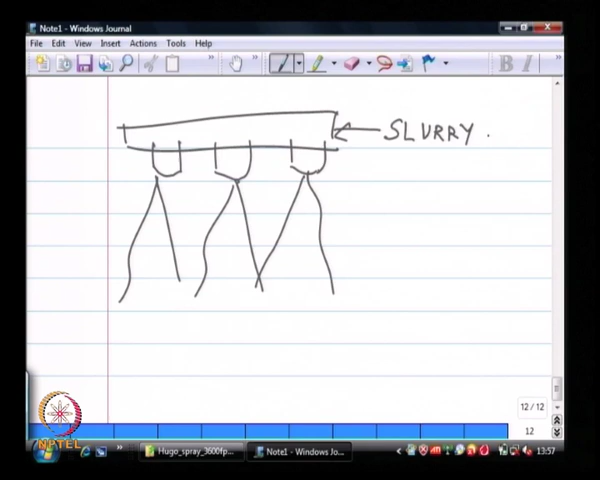 Note1 - Windows Journal
File Edit View Insert Actions Tools Help
B I
SLURRY .
12 / 12
12
NPTEL
Hugo_spray_3600fp...
Note1 - Windows Jo...
13:57